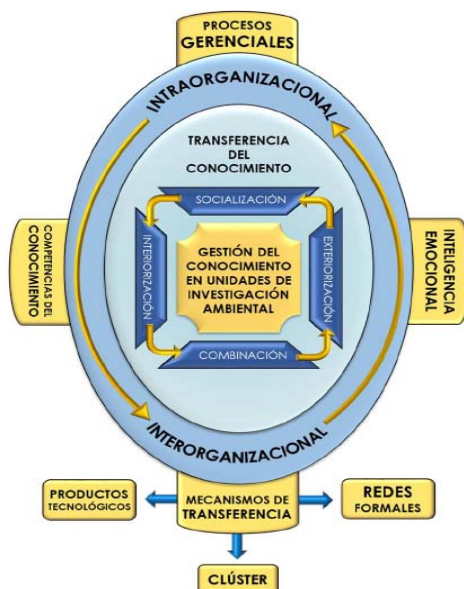 PROCESOS
GERENCIALES
INTRAORGANIZACIONAL
TRANSFERENCIA
DEL
CONOCIMIENTO
SOCIALIZACIÓN
INTERIORIZACIÓN
GESTIÓN DEL
CONOCIMIENTO
EN UNIDADES DE
INVESTIGACIÓN
AMBIENTAL
EXTERIORIZACIÓN
COMBINACIÓN
COMPETENCIAS DEL
CONOCIMIENTO
INTELIGENCIA
EMOCIONAL
INTERORGANIZACIONAL
PRODUCTOS
TECNOLÓGICOS
MECANISMOS DE
TRANSFERENCIA
REDES
FORMALES
CLÚSTER